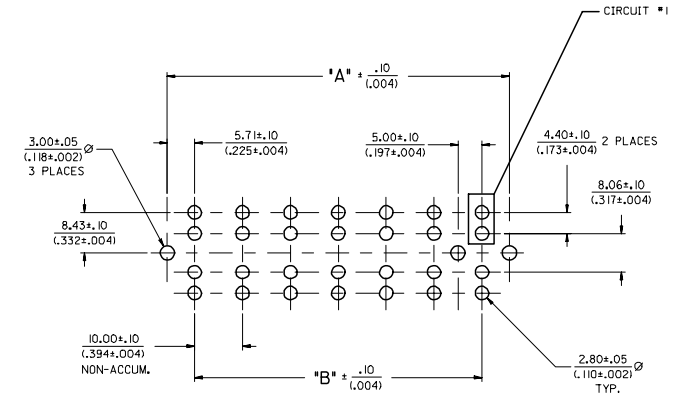 CIRCUIT #1
"A" ± .10
(.004)
3.00±.05 Ø
(.118±.002)
3 PLACES
5.71±.10
(.225±.004)
5.00±.10
(.197±.004)
4.40±.10 2 PLACES
(.173±.004)
8.06±.10
(.317±.004)
8.43±.10
(.332±.004)
10.00±.10
(.394±.004)
NON-ACCUM.
"B" ± .10
(.004)
2.80±.05 Ø
(.110±.002)
TYP.